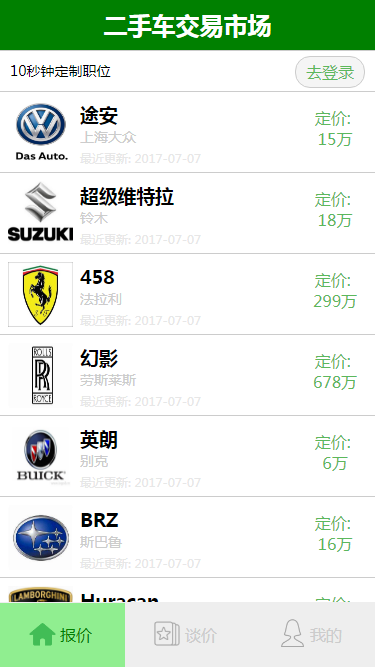 二手车交易市场
10秒钟定制职位
去登录
Das Auto.
途安
上海大众
最近更新: 2017-07-07
定价:
15万
SUZUKI
超级维特拉
铃木
最近更新: 2017-07-07
定价:
18万
458
法拉利
最近更新: 2017-07-07
定价:
299万
ROLLS
RR
ROYCE
幻影
劳斯莱斯
最近更新: 2017-07-07
定价:
678万
BUICK
英朗
别克
最近更新: 2017-07-07
定价:
6万
BRZ
斯巴鲁
最近更新: 2017-07-07
定价:
16万
LAMBORGHINI
Huracan
定价:
报价
谈价
我的